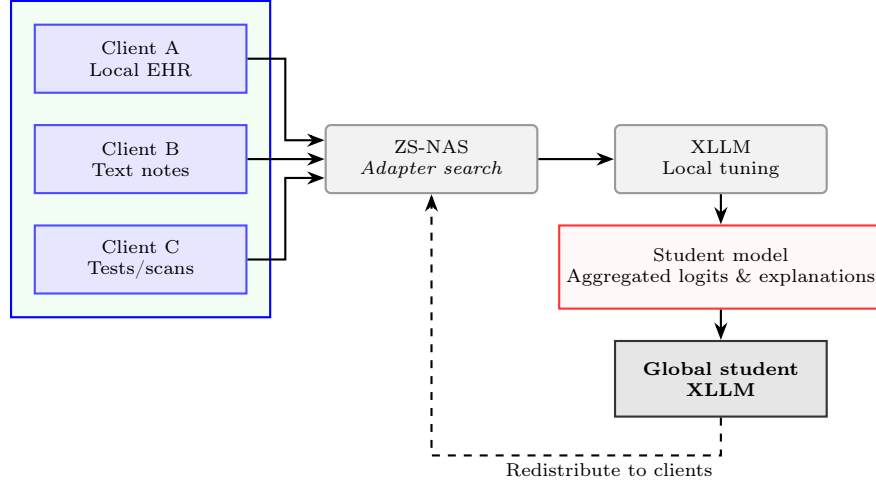 Client A
Local EHR
Client B
Text notes
Client C
Tests/scans
ZS-NAS
Adapter search
XLLM
Local tuning
Student model
Aggregated logits & explanations
Global student
XLLM
Redistribute to clients